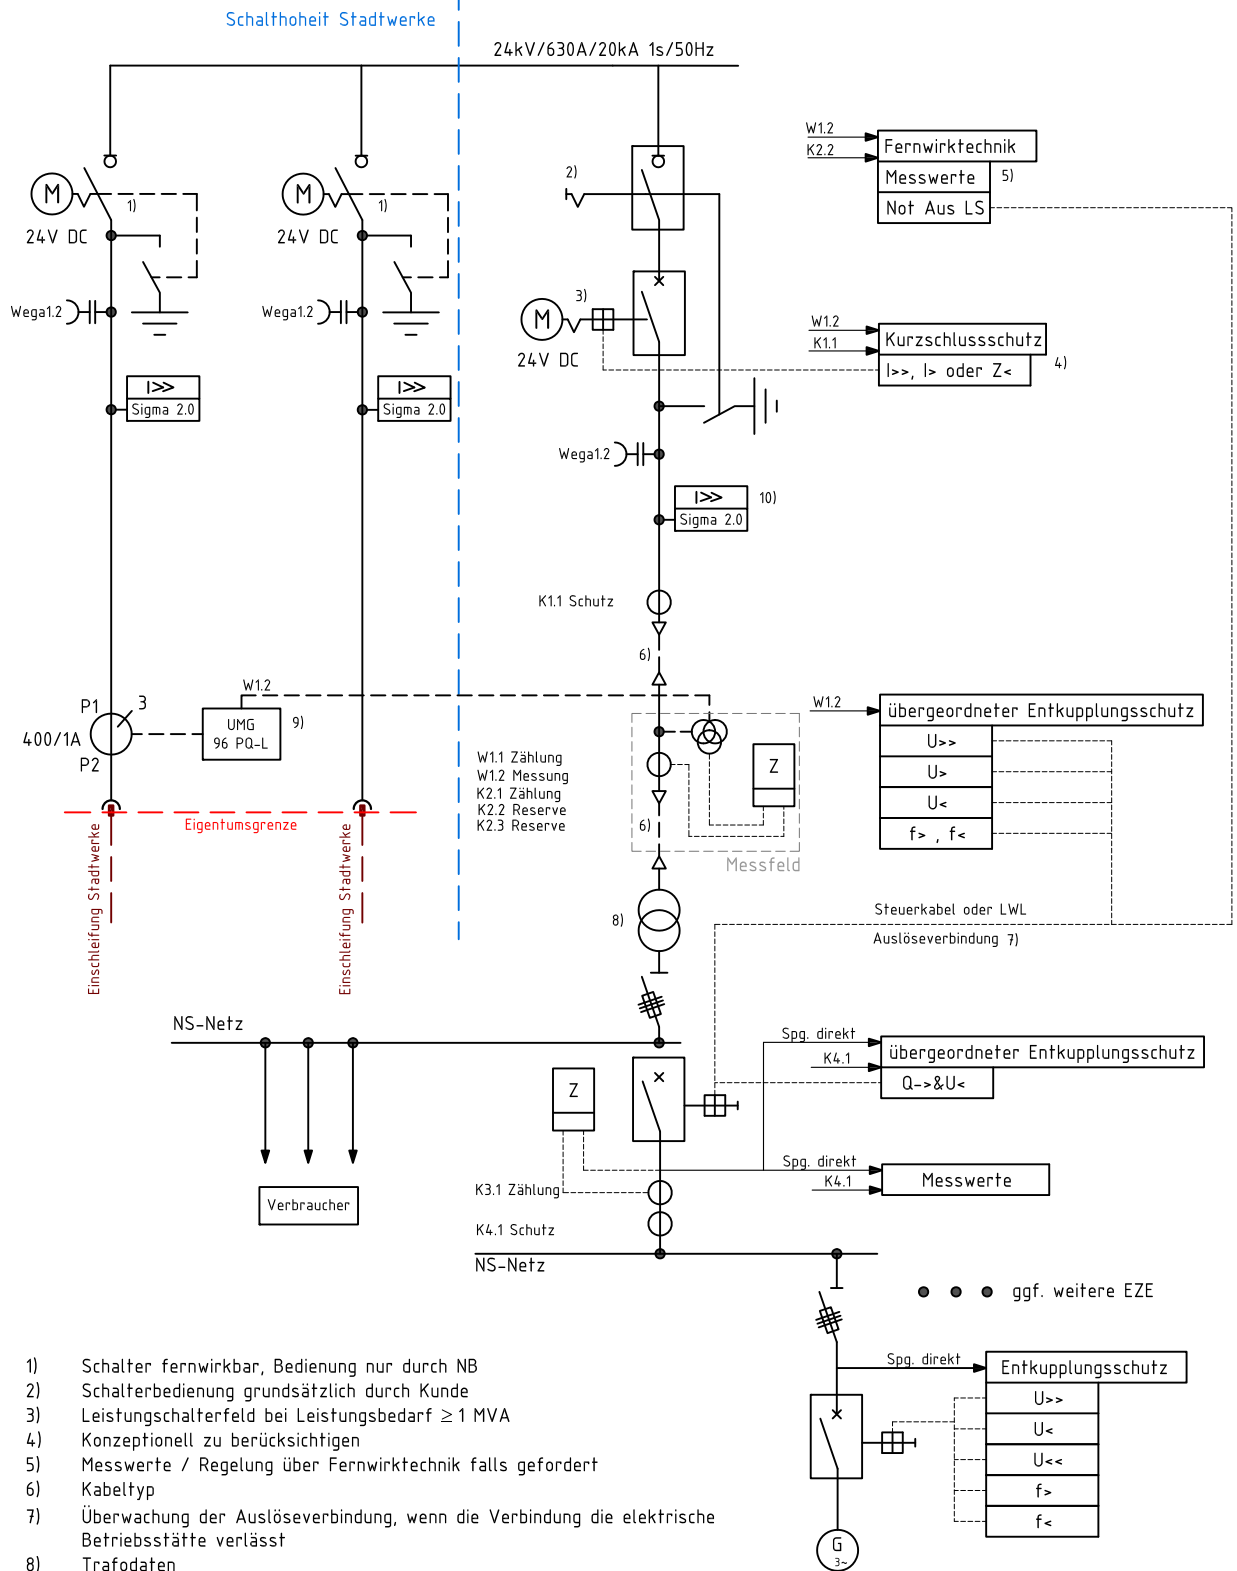 Schalthoheit Stadtwerke
24kV/630A/20kA 1s/50Hz
M
1)
24V DC
Wega1.2
I>>
Sigma 2.0
M
1)
24V DC
Wega1.2
I>>
Sigma 2.0
2)
3)
M
24V DC
Wega1.2
I>>
Sigma 2.0
10)
K1.1 Schutz
6)
W1.2
K2.2
Fernwirktechnik
Messwerte
5)
Not Aus LS
W1.2
K1.1
Kurzschlussschutz
I>>, I> oder Z<
4)
P1
3
400/1A
P2
W1.2
UMG
96 PQ-L
9)
Eigentumsgrenze
Einschleifung Stadtwerke
Einschleifung Stadtwerke
W1.1 Zählung
W1.2 Messung
K2.1 Zählung
K2.2 Reserve
K2.3 Reserve
Z
6)
Messfeld
8)
W1.2
übergeordneter Entkupplungsschutz
U>>
U>
U<
f> , f<
Steuerkabel oder LWL
Auslöseverbindung 7)
NS-Netz
Verbraucher
Z
K3.1 Zählung
K4.1 Schutz
NS-Netz
Spg. direkt
K4.1
übergeordneter Entkupplungsschutz
Q->&U<
Spg. direkt
K4.1
Messwerte
ggf. weitere EZE
Spg. direkt
Entkupplungsschutz
U>>
U<
U<<
f>
f<
G
3~
1) Schalter fernwirkbar, Bedienung nur durch NB
2) Schalterbedienung grundsätzlich durch Kunde
3) Leistungschalterfeld bei Leistungsbedarf ≥ 1 MVA
4) Konzeptionell zu berücksichtigen
5) Messwerte / Regelung über Fernwirktechnik falls gefordert
6) Kabeltyp
7) Überwachung der Auslöseverbindung, wenn die Verbindung die elektrische
Betriebsstätte verlässt
8) Trafodaten